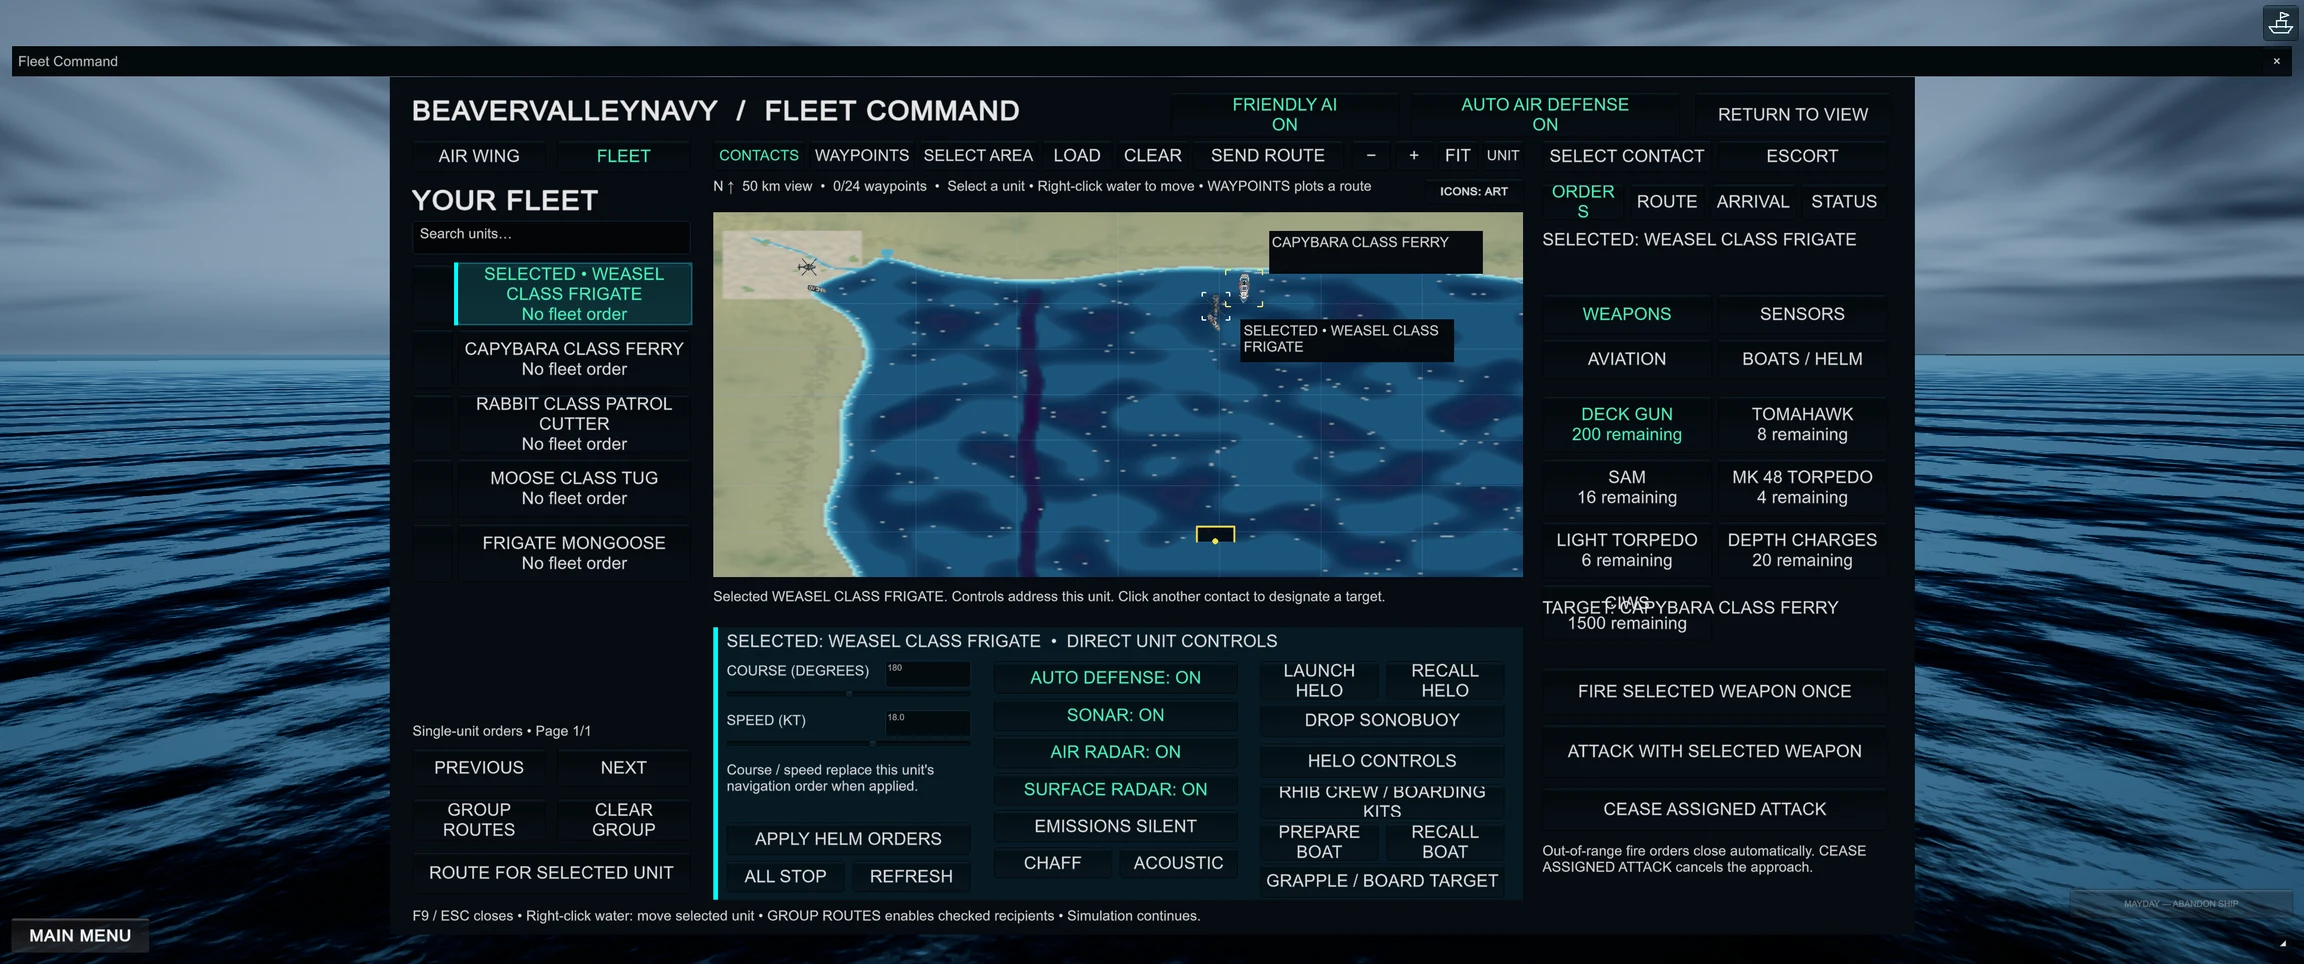 Fleet Command
×
BEAVERVALLEYNAVY / FLEET COMMAND
FRIENDLY AI
ON
AUTO AIR DEFENSE
ON
RETURN TO VIEW
AIR WING
FLEET
CONTACTS
WAYPOINTS
SELECT AREA
LOAD
CLEAR
SEND ROUTE
−
+
FIT
UNIT
SELECT CONTACT
ESCORT
N ↑ 50 km view • 0/24 waypoints • Select a unit • Right-click water to move • WAYPOINTS plots a route
ICONS: ART
ORDER
S
ROUTE
ARRIVAL
STATUS
YOUR FLEET
Search units…
SELECTED • WEASEL
CLASS FRIGATE
No fleet order
CAPYBARA CLASS FERRY
No fleet order
RABBIT CLASS PATROL
CUTTER
No fleet order
MOOSE CLASS TUG
No fleet order
FRIGATE MONGOOSE
No fleet order
Single-unit orders • Page 1/1
PREVIOUS
NEXT
GROUP
ROUTES
CLEAR
GROUP
ROUTE FOR SELECTED UNIT
CAPYBARA CLASS FERRY
SELECTED • WEASEL CLASS
FRIGATE
Selected WEASEL CLASS FRIGATE. Controls address this unit. Click another contact to designate a target.
SELECTED: WEASEL CLASS FRIGATE • DIRECT UNIT CONTROLS
COURSE (DEGREES)
180
SPEED (KT)
18.0
Course / speed replace this unit's
navigation order when applied.
APPLY HELM ORDERS
ALL STOP
REFRESH
AUTO DEFENSE: ON
SONAR: ON
AIR RADAR: ON
SURFACE RADAR: ON
EMISSIONS SILENT
CHAFF
ACOUSTIC
LAUNCH
HELO
RECALL
HELO
DROP SONOBUOY
HELO CONTROLS
RHIB CREW / BOARDING
KITS
PREPARE
BOAT
RECALL
BOAT
GRAPPLE / BOARD TARGET
SELECTED: WEASEL CLASS FRIGATE
WEAPONS
SENSORS
AVIATION
BOATS / HELM
DECK GUN
200 remaining
TOMAHAWK
8 remaining
SAM
16 remaining
MK 48 TORPEDO
4 remaining
LIGHT TORPEDO
6 remaining
DEPTH CHARGES
20 remaining
CIWS
TARGET: CAPYBARA CLASS FERRY
1500 remaining
FIRE SELECTED WEAPON ONCE
ATTACK WITH SELECTED WEAPON
CEASE ASSIGNED ATTACK
Out-of-range fire orders close automatically. CEASE
ASSIGNED ATTACK cancels the approach.
MAYDAY — ABANDON SHIP
F9 / ESC closes • Right-click water: move selected unit • GROUP ROUTES enables checked recipients • Simulation continues.
MAIN MENU